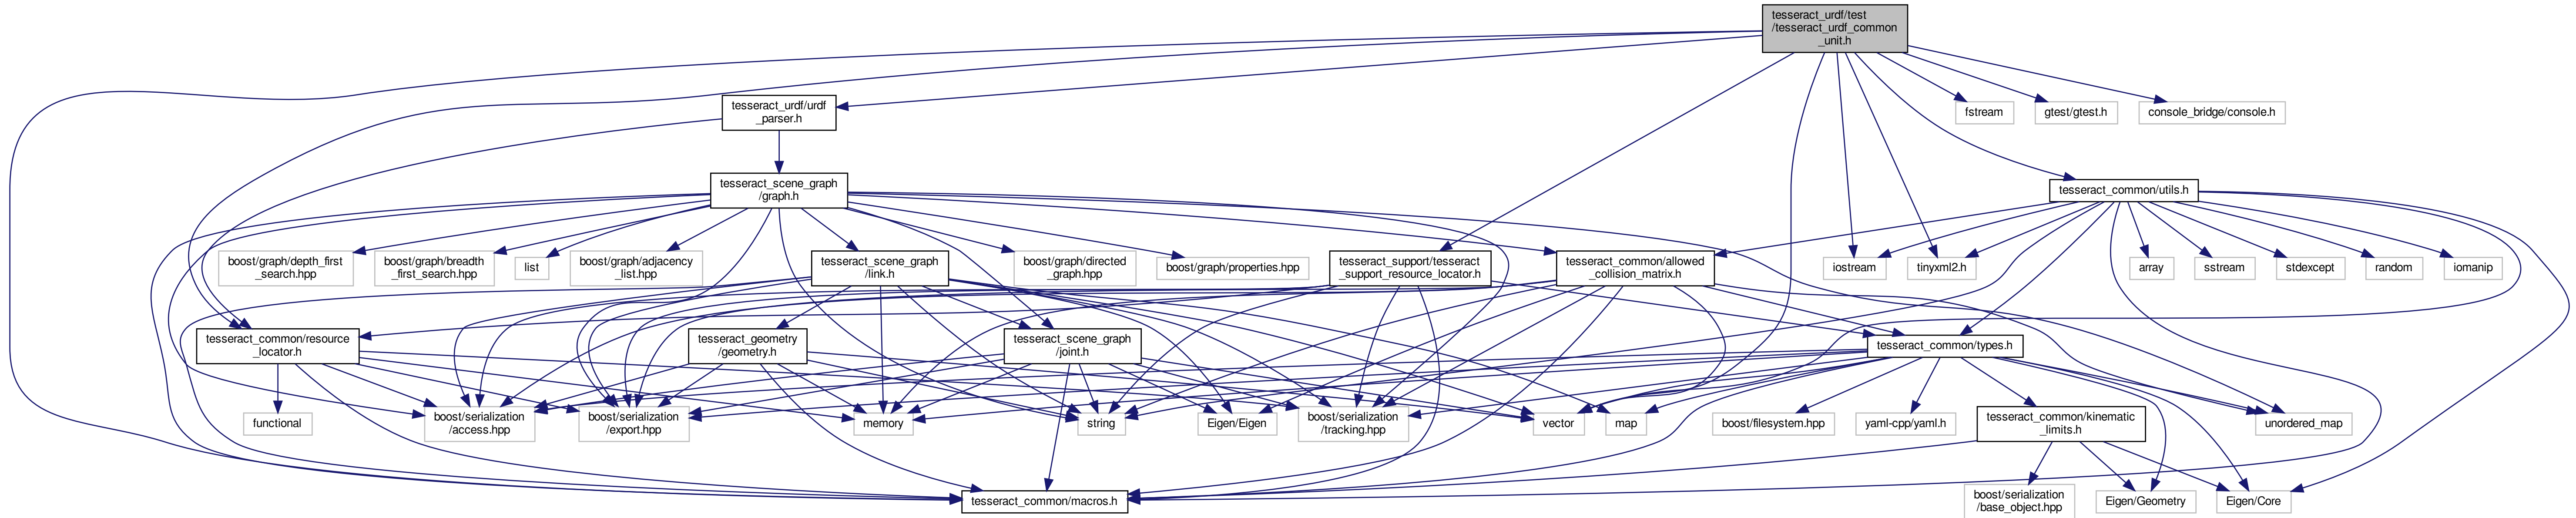 tesseract_urdf/test
/tesseract_urdf_common
_unit.h
tesseract_urdf/urdf
_parser.h
fstream
gtest/gtest.h
console_bridge/console.h
tesseract_scene_graph
/graph.h
tesseract_common/utils.h
boost/graph/depth_first
_search.hpp
boost/graph/breadth
_first_search.hpp
list
boost/graph/adjacency
_list.hpp
tesseract_scene_graph
/link.h
boost/graph/directed
_graph.hpp
boost/graph/properties.hpp
tesseract_support/tesseract
_support_resource_locator.h
tesseract_common/allowed
_collision_matrix.h
iostream
tinyxml2.h
array
sstream
stdexcept
random
iomanip
tesseract_common/resource
_locator.h
tesseract_geometry
/geometry.h
tesseract_scene_graph
/joint.h
tesseract_common/types.h
functional
boost/serialization
/access.hpp
boost/serialization
/export.hpp
memory
string
Eigen/Eigen
boost/serialization
/tracking.hpp
vector
map
boost/filesystem.hpp
yaml-cpp/yaml.h
tesseract_common/kinematic
_limits.h
unordered_map
tesseract_common/macros.h
boost/serialization
/base_object.hpp
Eigen/Geometry
Eigen/Core